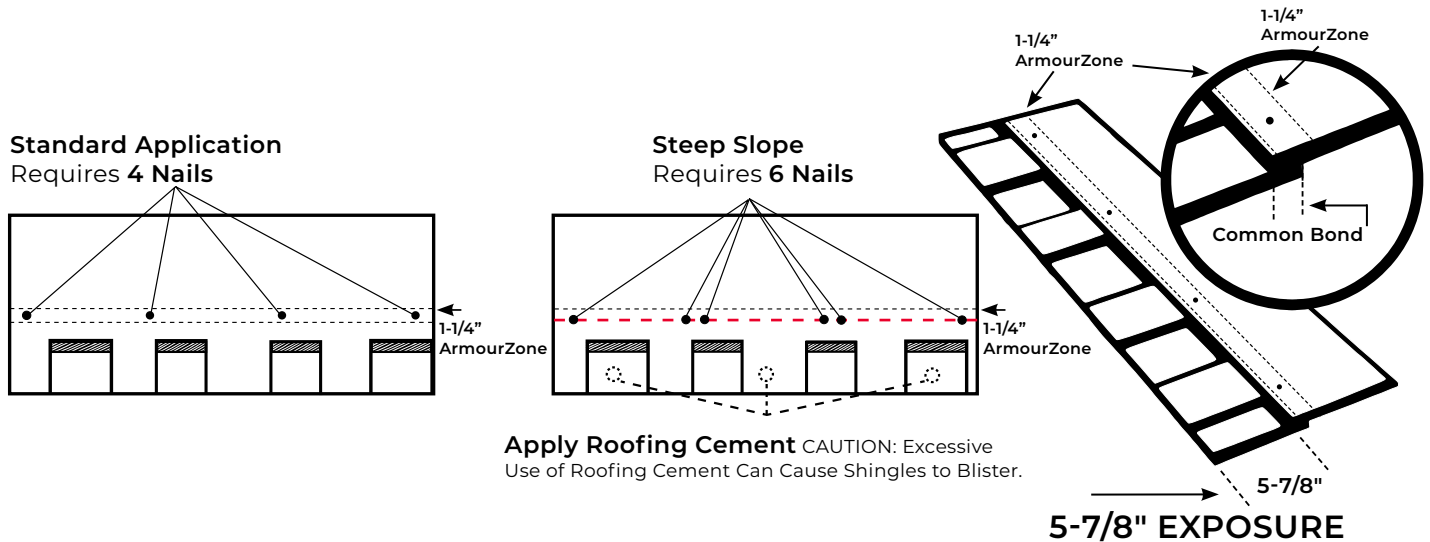 Standard Application
Requires 4 Nails
1-1/4”
ArmourZone
Steep Slope
Requires 6 Nails
1-1/4”
ArmourZone
Apply Roofing Cement CAUTION: Excessive
Use of Roofing Cement Can Cause Shingles to Blister.
1-1/4”
ArmourZone
1-1/4”
ArmourZone
Common Bond
5-7/8"
5-7/8" EXPOSURE